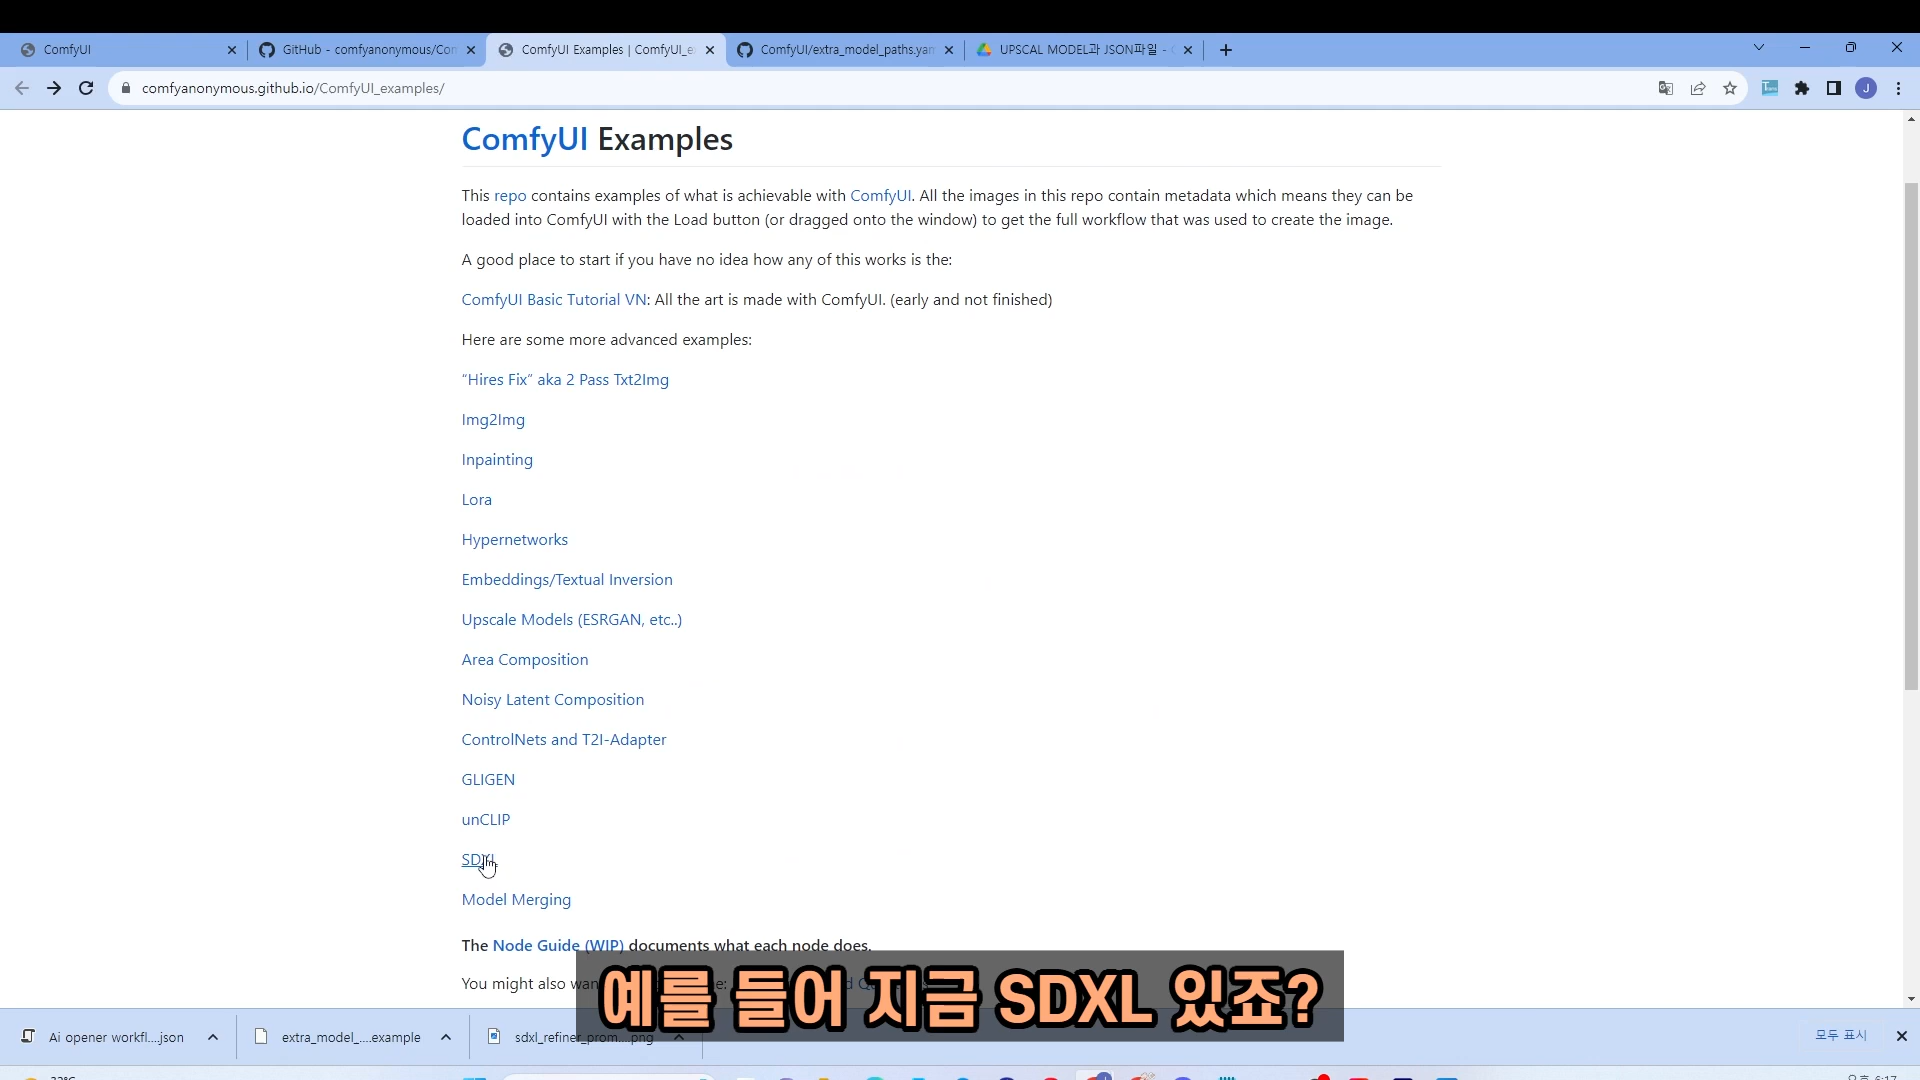 ComfyUI
GitHub - comfyanonymous/Con
ComfyUI Examples | ComfyUI_e
ComfyUI/extra_model_paths.yam
UPSCAL MODEL과 JSON파일 -
comfyanonymous.github.io/ComfyUI_examples/
J
ComfyUI Examples
This repo contains examples of what is achievable with ComfyUI. All the images in this repo contain metadata which means they can be
loaded into ComfyUI with the Load button (or dragged onto the window) to get the full workflow that was used to create the image.
A good place to start if you have no idea how any of this works is the:
ComfyUI Basic Tutorial VN: All the art is made with ComfyUI. (early and not finished)
Here are some more advanced examples:
“Hires Fix” aka 2 Pass Txt2Img
Img2Img
Inpainting
Lora
Hypernetworks
Embeddings/Textual Inversion
Upscale Models (ESRGAN, etc..)
Area Composition
Noisy Latent Composition
ControlNets and T2I-Adapter
GLIGEN
unCLIP
SDXL
Model Merging
The Node Guide (WIP) documents what each node does.
You might also wan
예를 들어 지금 SDXL 있죠?
Ai opener workfl....json
extra_model_....example
sdxl_refiner_prom....png
모두 표시